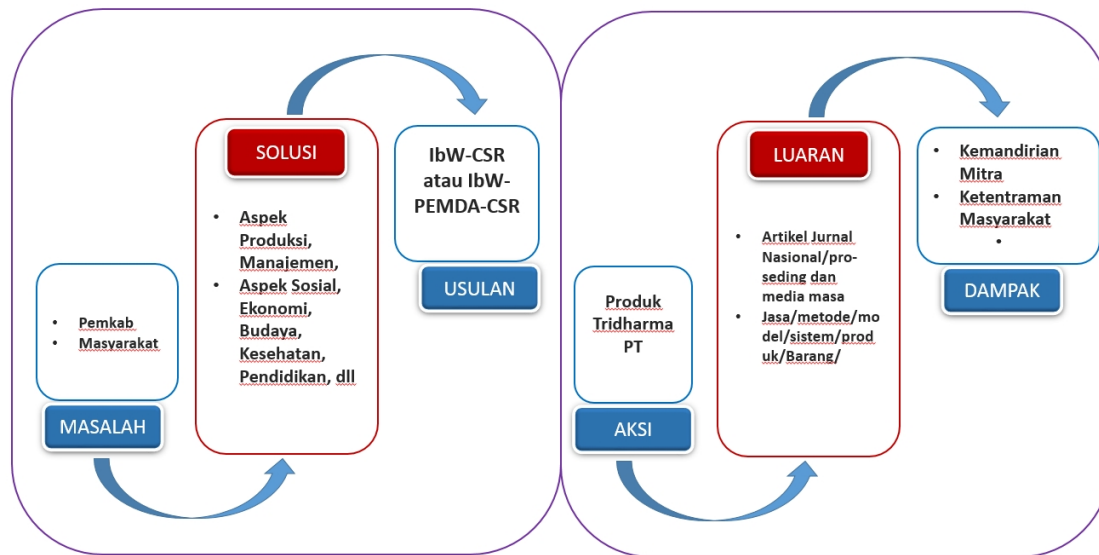 SOLUSI
• Aspek
Produksi,
Manajemen,
• Aspek Sosial,
Ekonomi,
Budaya,
Kesehatan,
Pendidikan, dll
IbW-CSR
atau IbW-
PEMDA-CSR
USULAN
• Pemkab
• Masyarakat
MASALAH
LUARAN
• Artikel Jurnal
Nasional/pro-
seding dan
media masa
• Jasa/metode/mo
del/sistem/prod
uk/Barang/
• Kemandirian
Mitra
• Ketentraman
Masyarakat
•
DAMPAK
Produk
Tridharma
PT
AKSI